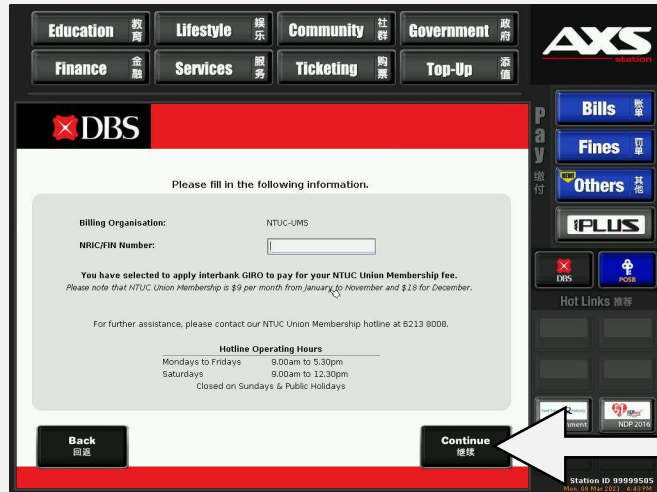 Education 教育
Lifestyle 娱乐
Community 社群
Government 政府
AXS
station
Finance 金融
Services 服务
Ticketing 购票
Top-Up 添值
DBS
Please fill in the following information.
Billing Organisation: NTUC-UMS
NRIC/FIN Number:
You have selected to apply interbank GIRO to pay for your NTUC Union Membership fee.
Please note that NTUC Union Membership is $9 per month from January to November and $18 for December.
For further assistance, please contact our NTUC Union Membership hotline at 6213 8008.
Hotline Operating Hours
Mondays to Fridays 9.00am to 5.30pm
Saturdays 9.00am to 12.30pm
Closed on Sundays & Public Holidays
Back
回返
Continue
继续
Pay
缴付
Bills 账单
Fines 罚单
NEW!
Others 其他
PLUS
DBS
POSB
Hot Links 推荐
NDP 2016
Station ID 99999505
Mon, 08 Mar 2021 4:43 PM